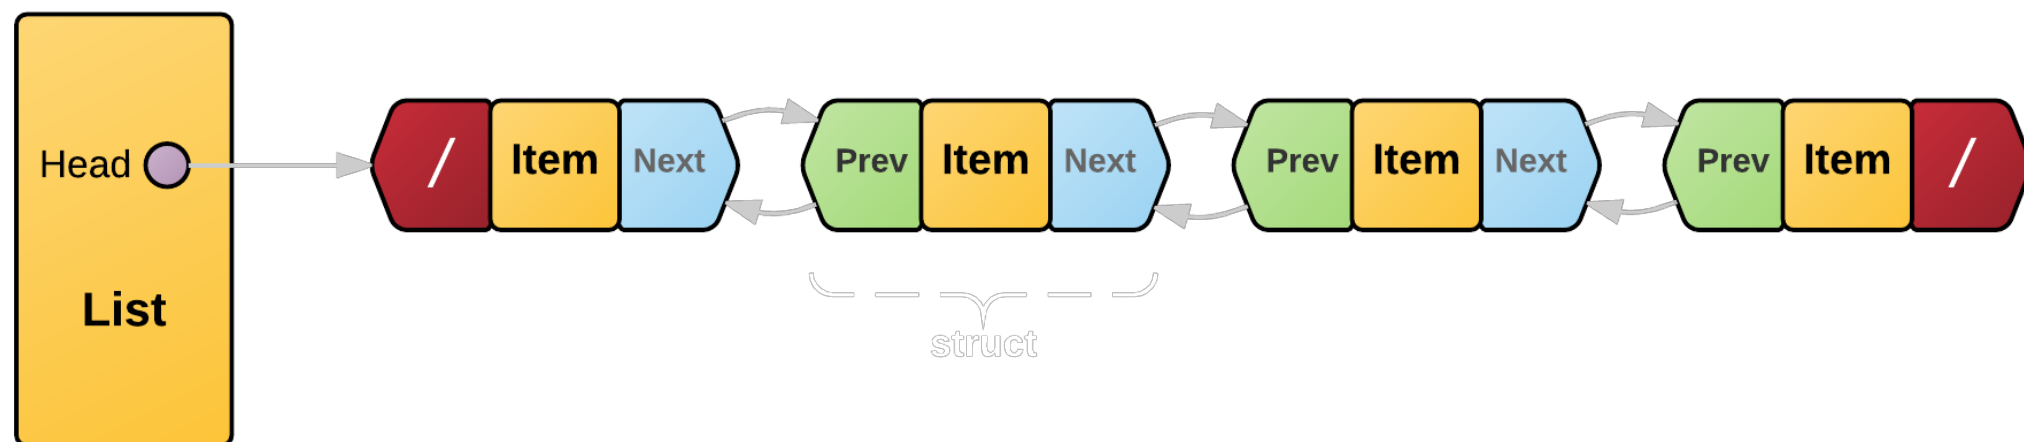 Head
List
/ Item Next
Prev Item Next
Prev Item Next
Prev Item /
struct